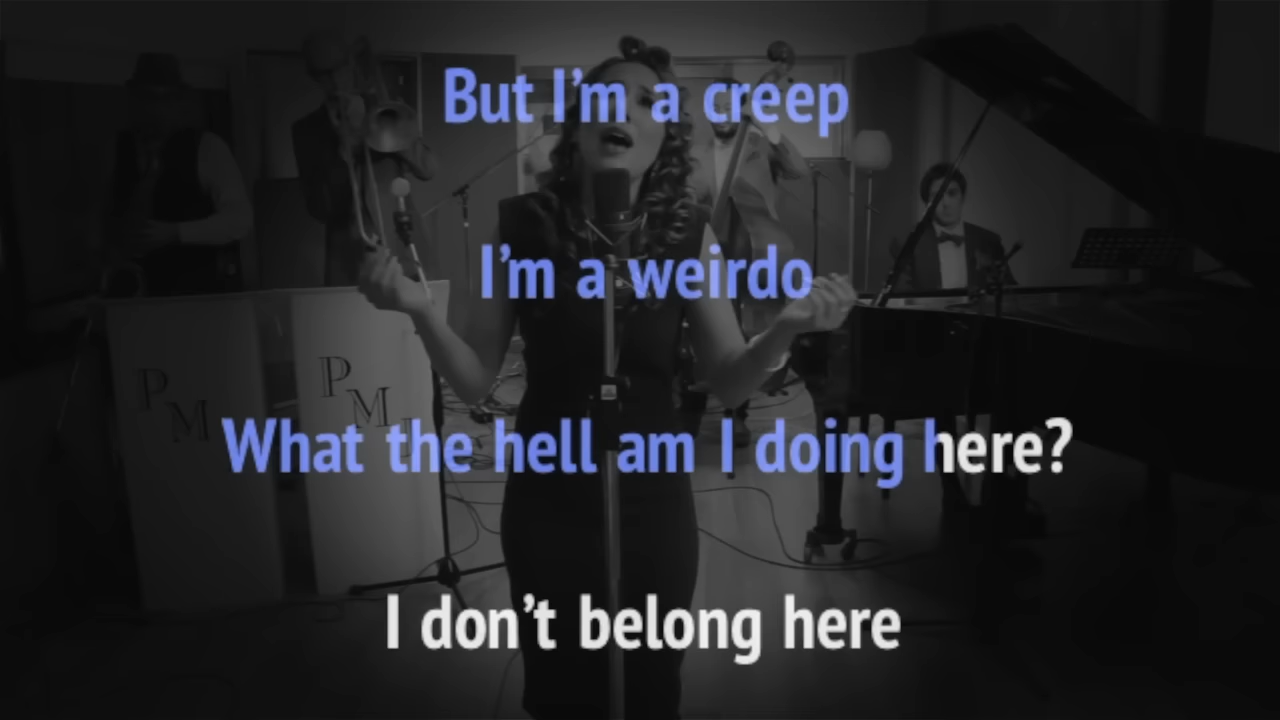 But I'm a creep
I'm a weirdo
What the hell am I doing here?
I don't belong here
P M
P M J